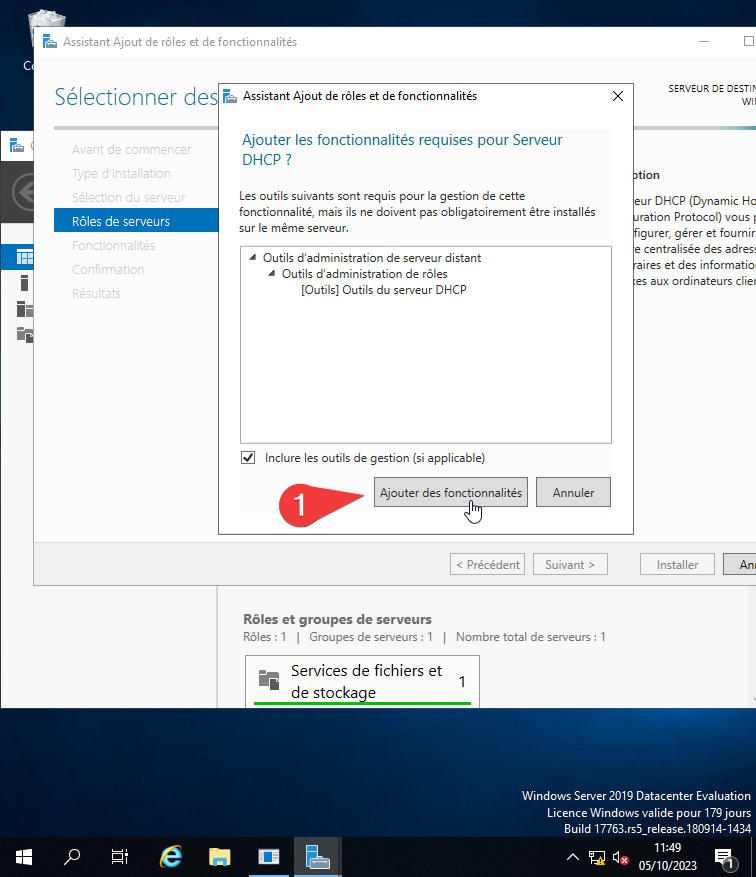 Assistant Ajout de rôles et de fonctionnalités
Sélectionner des
SERVEUR DE DESTIN
Assistant Ajout de rôles et de fonctionnalités
Ajouter les fonctionnalités requises pour Serveur
DHCP ?
Les outils suivants sont requis pour la gestion de cette
fonctionnalité, mais ils ne doivent pas obligatoirement être installés
sur le même serveur.
Outils d'administration de serveur distant
Outils d'administration de rôles
[Outils] Outils du serveur DHCP
Inclure les outils de gestion (si applicable)
1
Ajouter des fonctionnalités
Annuler
Avant de commencer
Type d'installation
Sélection du serveur
Rôles de serveurs
Fonctionnalités
Confirmation
Résultats
ption
eur DHCP (Dynamic Ho
uration Protocol) vous p
figurer, gérer et fournir
e centralisée des adress
raires et des information
xes aux ordinateurs clien
< Précédent
Suivant >
Installer
Ann
Rôles et groupes de serveurs
Rôles : 1 | Groupes de serveurs : 1 | Nombre total de serveurs : 1
Services de fichiers et
de stockage
1
Windows Server 2019 Datacenter Evaluation
Licence Windows valide pour 179 jours
Build 17763.rs5_release.180914-1434
11:49
05/10/2023
1